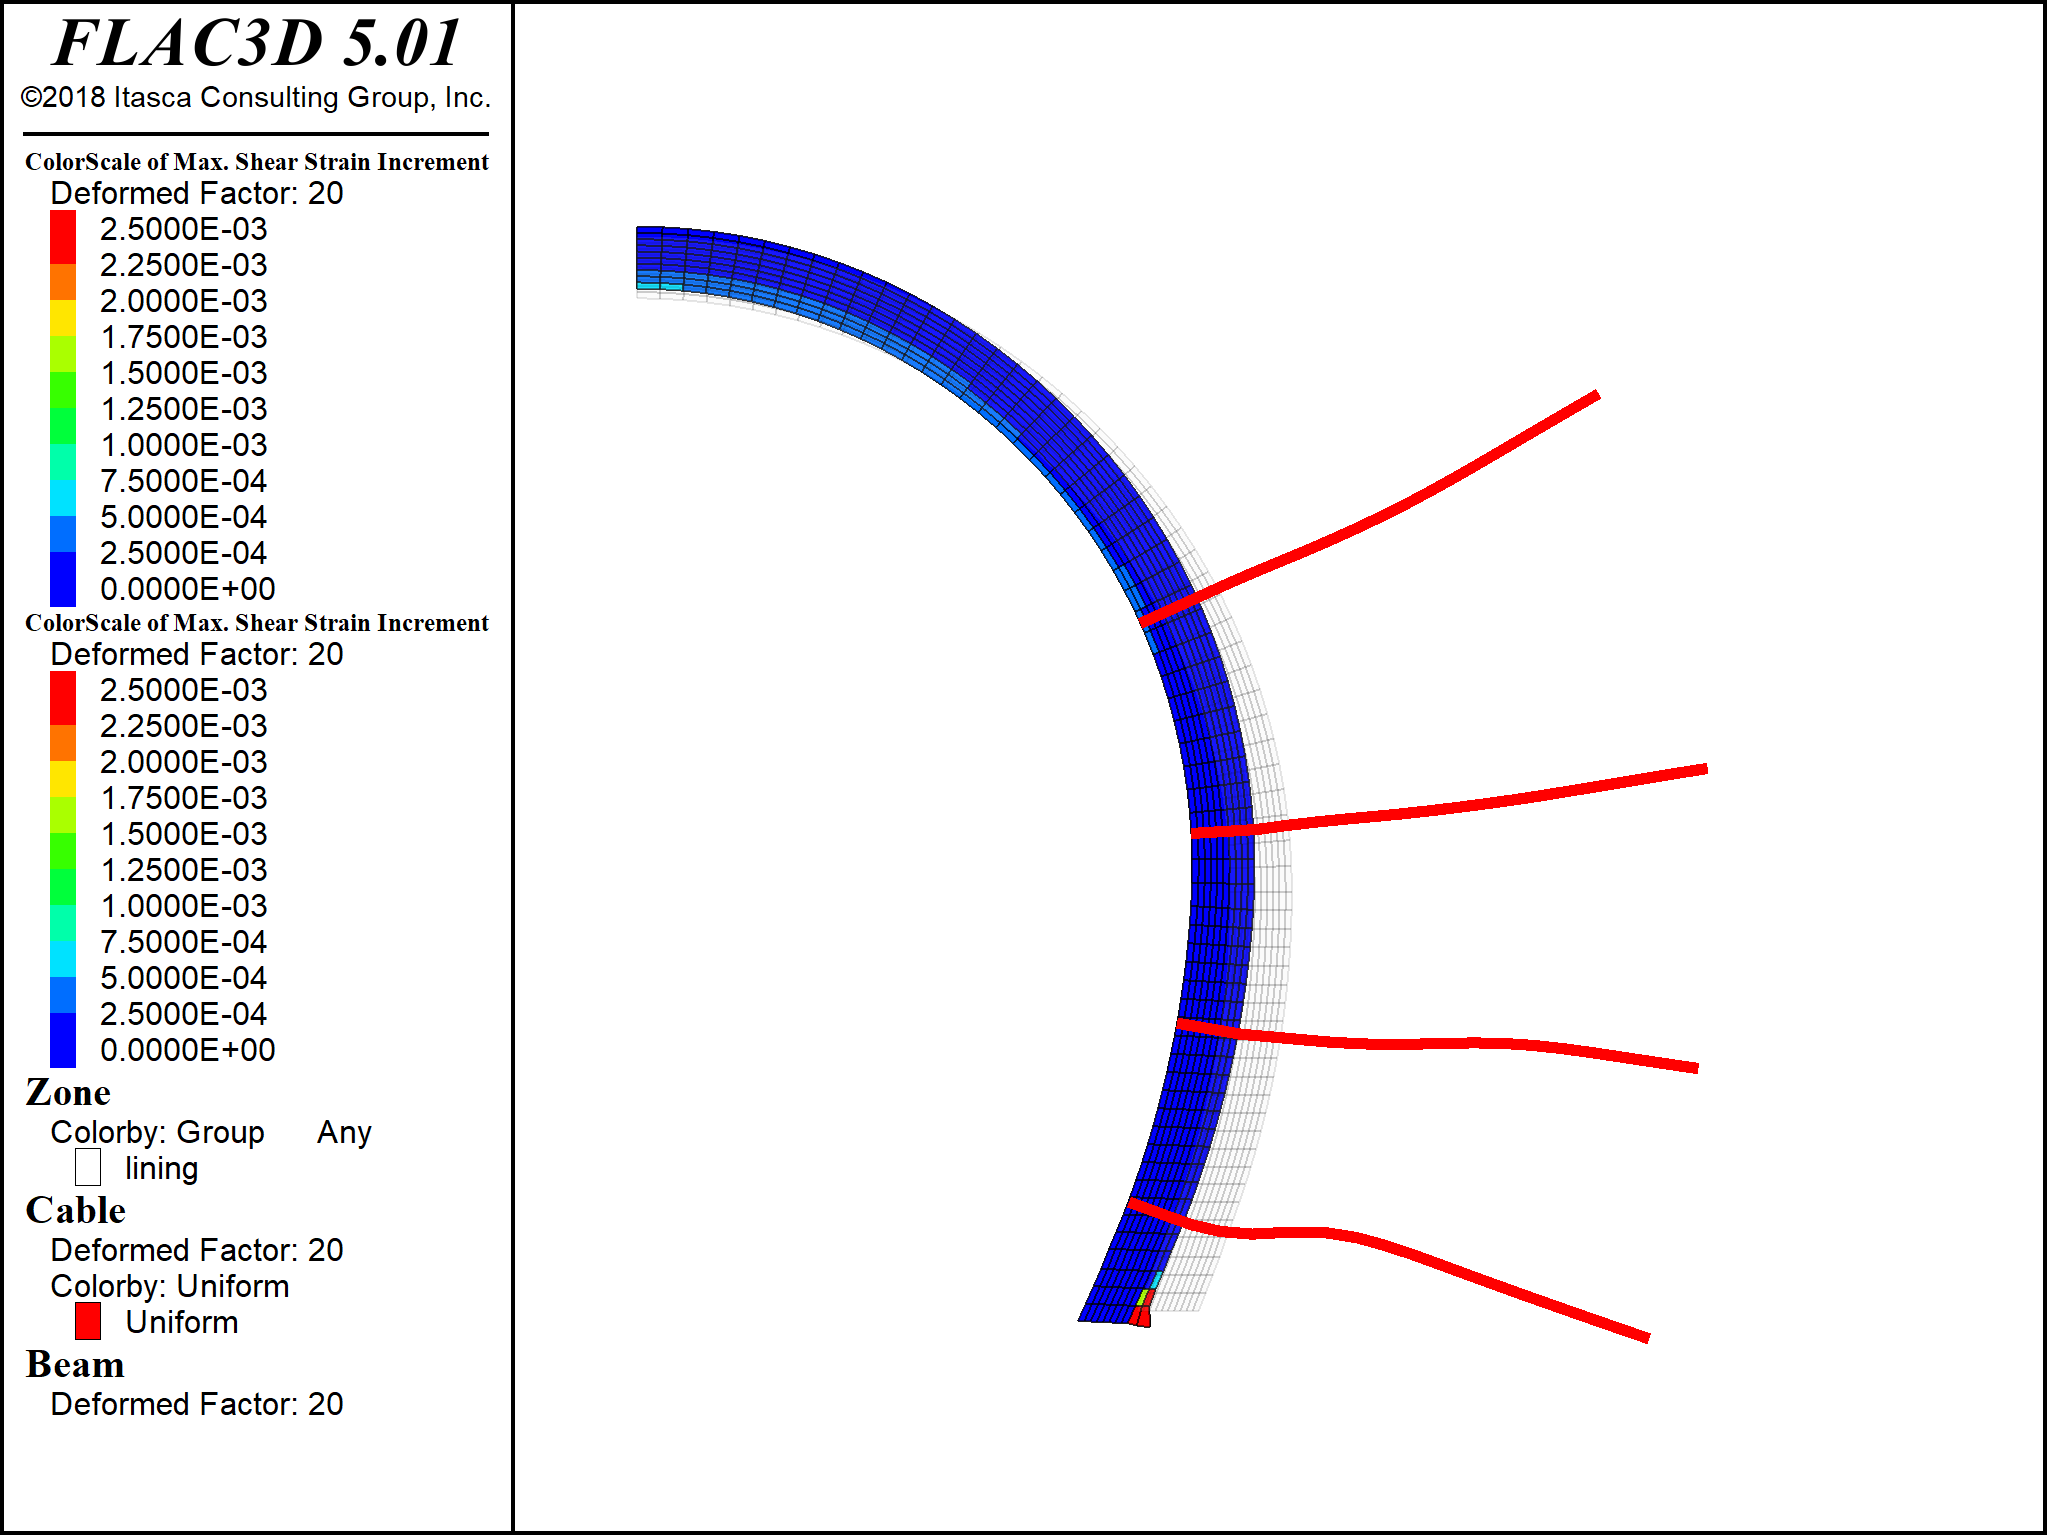 FLAC3D 5.01
©2018 Itasca Consulting Group, Inc.
ColorScale of Max. Shear Strain Increment
Deformed Factor: 20
2.5000E-03
2.2500E-03
2.0000E-03
1.7500E-03
1.5000E-03
1.2500E-03
1.0000E-03
7.5000E-04
5.0000E-04
2.5000E-04
0.0000E+00
ColorScale of Max. Shear Strain Increment
Deformed Factor: 20
2.5000E-03
2.2500E-03
2.0000E-03
1.7500E-03
1.5000E-03
1.2500E-03
1.0000E-03
7.5000E-04
5.0000E-04
2.5000E-04
0.0000E+00
Zone
Colorby: Group Any
lining
Cable
Deformed Factor: 20
Colorby: Uniform
Uniform
Beam
Deformed Factor: 20